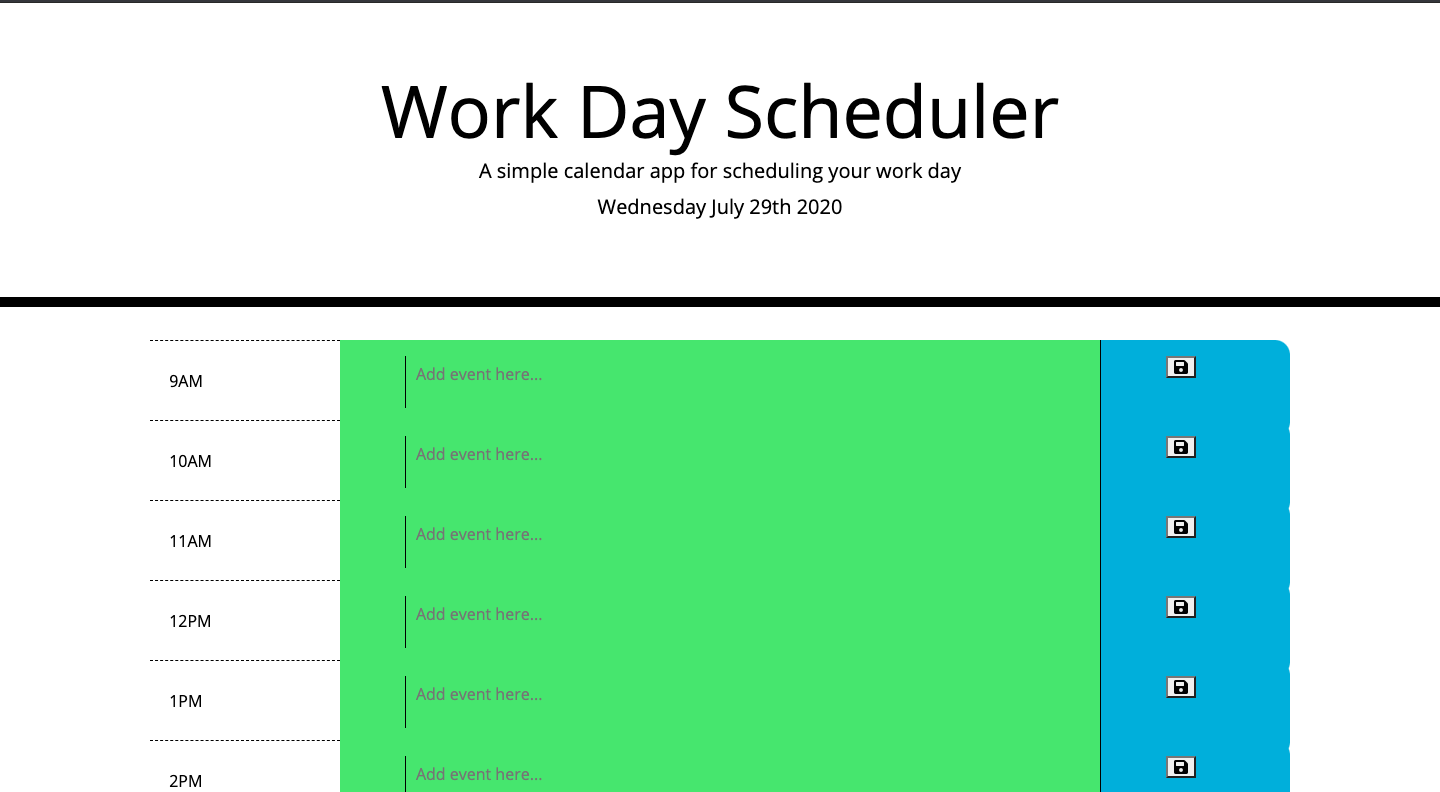 Work Day Scheduler
A simple calendar app for scheduling your work day
Wednesday July 29th 2020
9AM
Add event here...
10AM
Add event here...
11AM
Add event here...
12PM
Add event here...
1PM
Add event here...
2PM
Add event here...